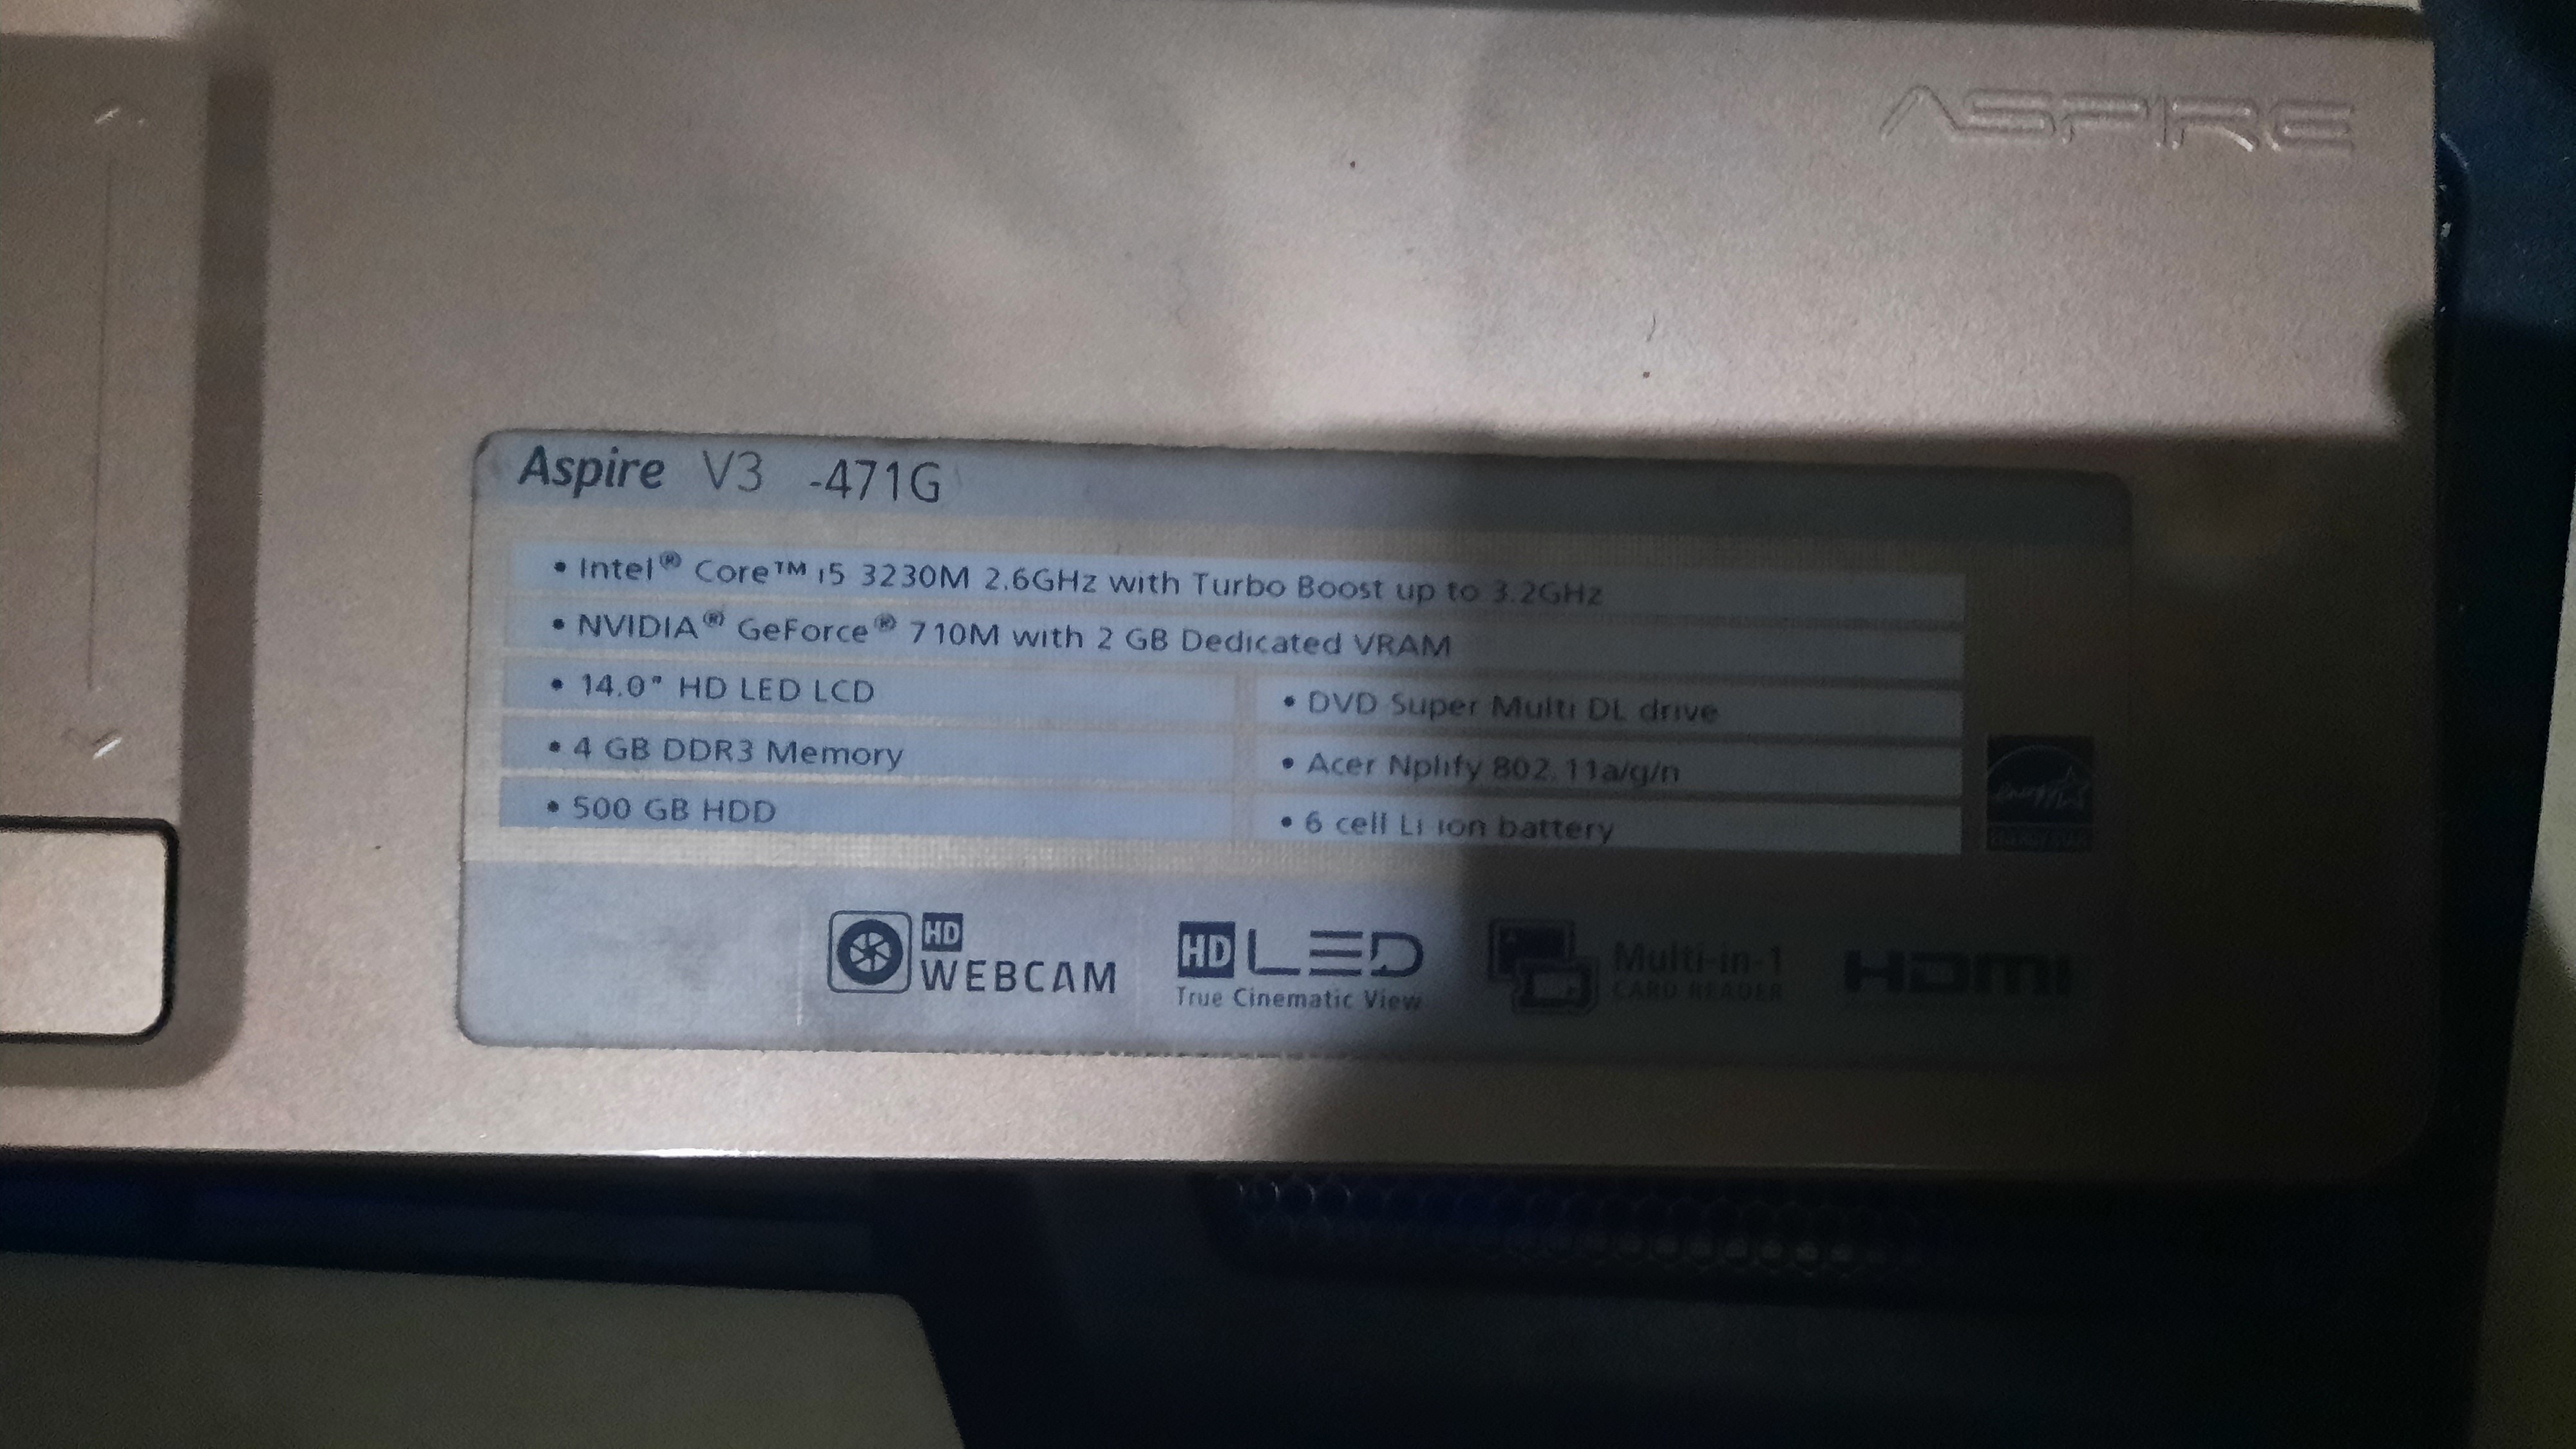 ASPIRE
Aspire V3 -471G
• Intel® Core™ i5 3230M 2.6GHz with Turbo Boost up to 3.2GHz
• NVIDIA® GeForce® 710M with 2 GB Dedicated VRAM
• 14.0" HD LED LCD
• 4 GB DDR3 Memory
• 500 GB HDD
• DVD Super Multi DL drive
• Acer Nplify 802.11a/g/n
• 6 cell Li ion battery
energy
HD
WEBCAM
HD LED
True Cinematic View
Multi-in-1
CARD READER
HDMI